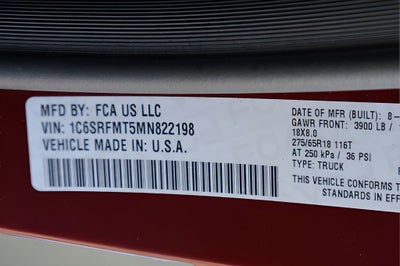 MFD BY: FCA US LLC
VIN: 1C6SRFMT5MN822198
VEHICLE MADE IN: U.S.A.
DATE OF MFR (BUILT): 8-
GAWR FRONT: 3900 LB /
18X8.0
275/65R18 116T
AT 250 kPa / 36 PSI
TYPE: TRUCK
THIS VEHICLE CONFORMS T
STANDARDS IN EFF